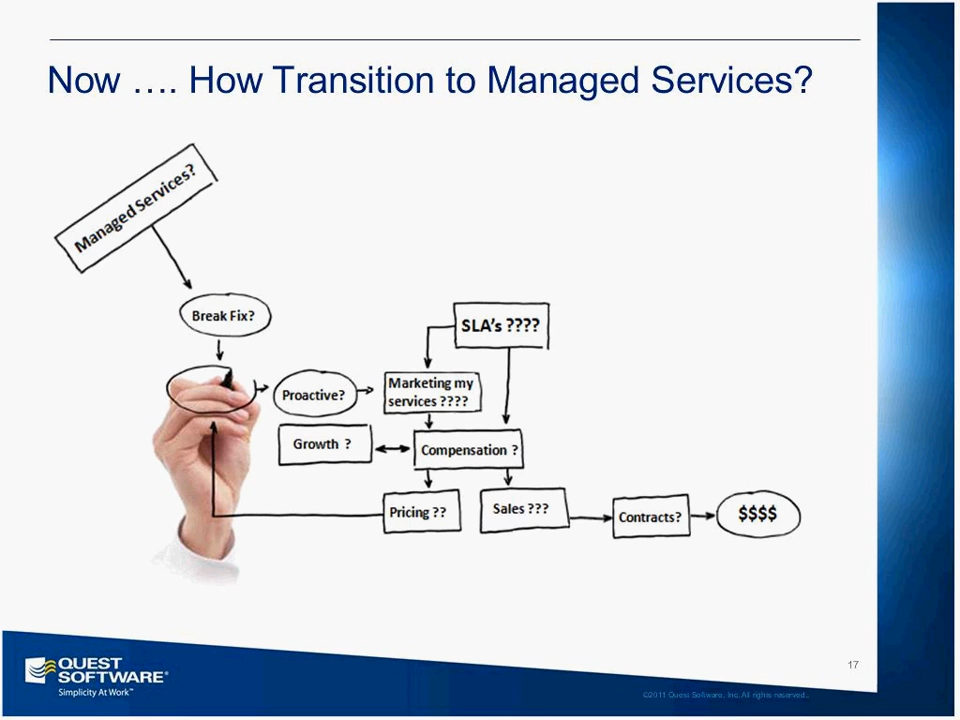 Now …. How Transition to Managed Services?
Managed Services?
Break Fix?
SLA's ????
Proactive?
Marketing my
services ????
Growth ?
Compensation ?
Pricing ??
Sales ???
Contracts?
$$$$
17
QUEST
SOFTWARE®
Simplicity At Work™
©2011 Quest Software, Inc. All rights reserved..